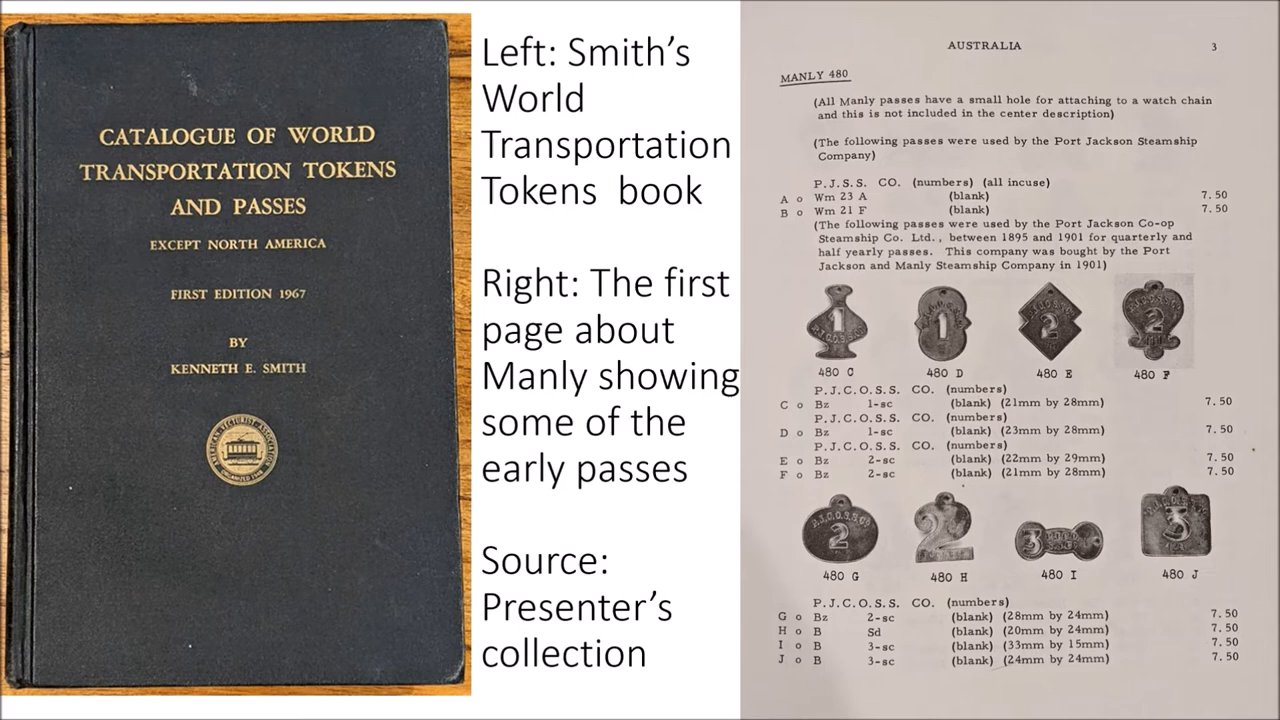 CATALOGUE OF WORLD
TRANSPORTATION TOKENS
AND PASSES
EXCEPT NORTH AMERICA
FIRST EDITION 1967
BY
KENNETH E. SMITH
Left: Smith's
World
Transportation
Tokens book
Right: The first
page about
Manly showing
some of the
early passes
Source:
Presenter's
collection
AUSTRALIA 3
MANLY 480
(All Manly passes have a small hole for attaching to a watch chain
and this is not included in the center description)
(The following passes were used by the Port Jackson Steamship
Company)
P.J.S.S. CO. (numbers) (all incuse)
A o Wm 23 A (blank) 7.50
B o Wm 21 F (blank) 7.50
(The following passes were used by the Port Jackson Co-op
Steamship Co. Ltd., between 1895 and 1901 for quarterly and
half yearly passes. This company was bought by the Port
Jackson and Manly Steamship Company in 1901)
1 1 2 2
480 C 480 D 480 E 480 F
P.J.C.O.S.S. CO. (numbers)
C o Bz 1-sc (blank) (21mm by 28mm) 7.50
P.J.C.O.S.S. CO. (numbers)
D o Bz 1-sc (blank) (23mm by 28mm) 7.50
P.J.C.O.S.S. CO. (numbers)
E o Bz 2-sc (blank) (22mm by 29mm) 7.50
F o Bz 2-sc (blank) (21mm by 28mm) 7.50
2 2 3 3
480 G 480 H 480 I 480 J
P.J.C.O.S.S. CO. (numbers)
G o Bz 2-sc (blank) (28mm by 24mm) 7.50
H o B Sd (blank) (20mm by 24mm) 7.50
I o B 3-sc (blank) (33mm by 15mm) 7.50
J o B 3-sc (blank) (24mm by 24mm) 7.50